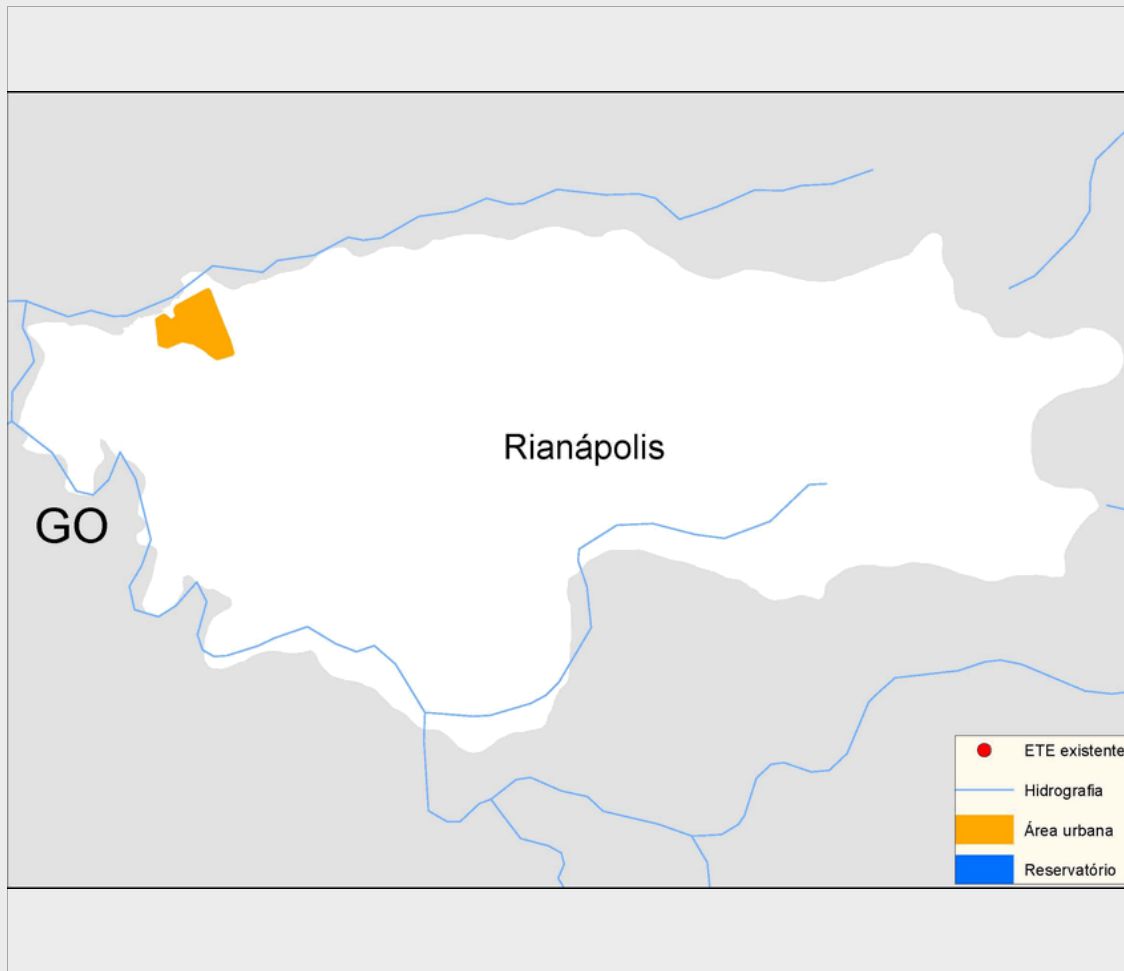 Rianápolis
GO
ETE existente
Hidrografia
Área urbana
Reservatório